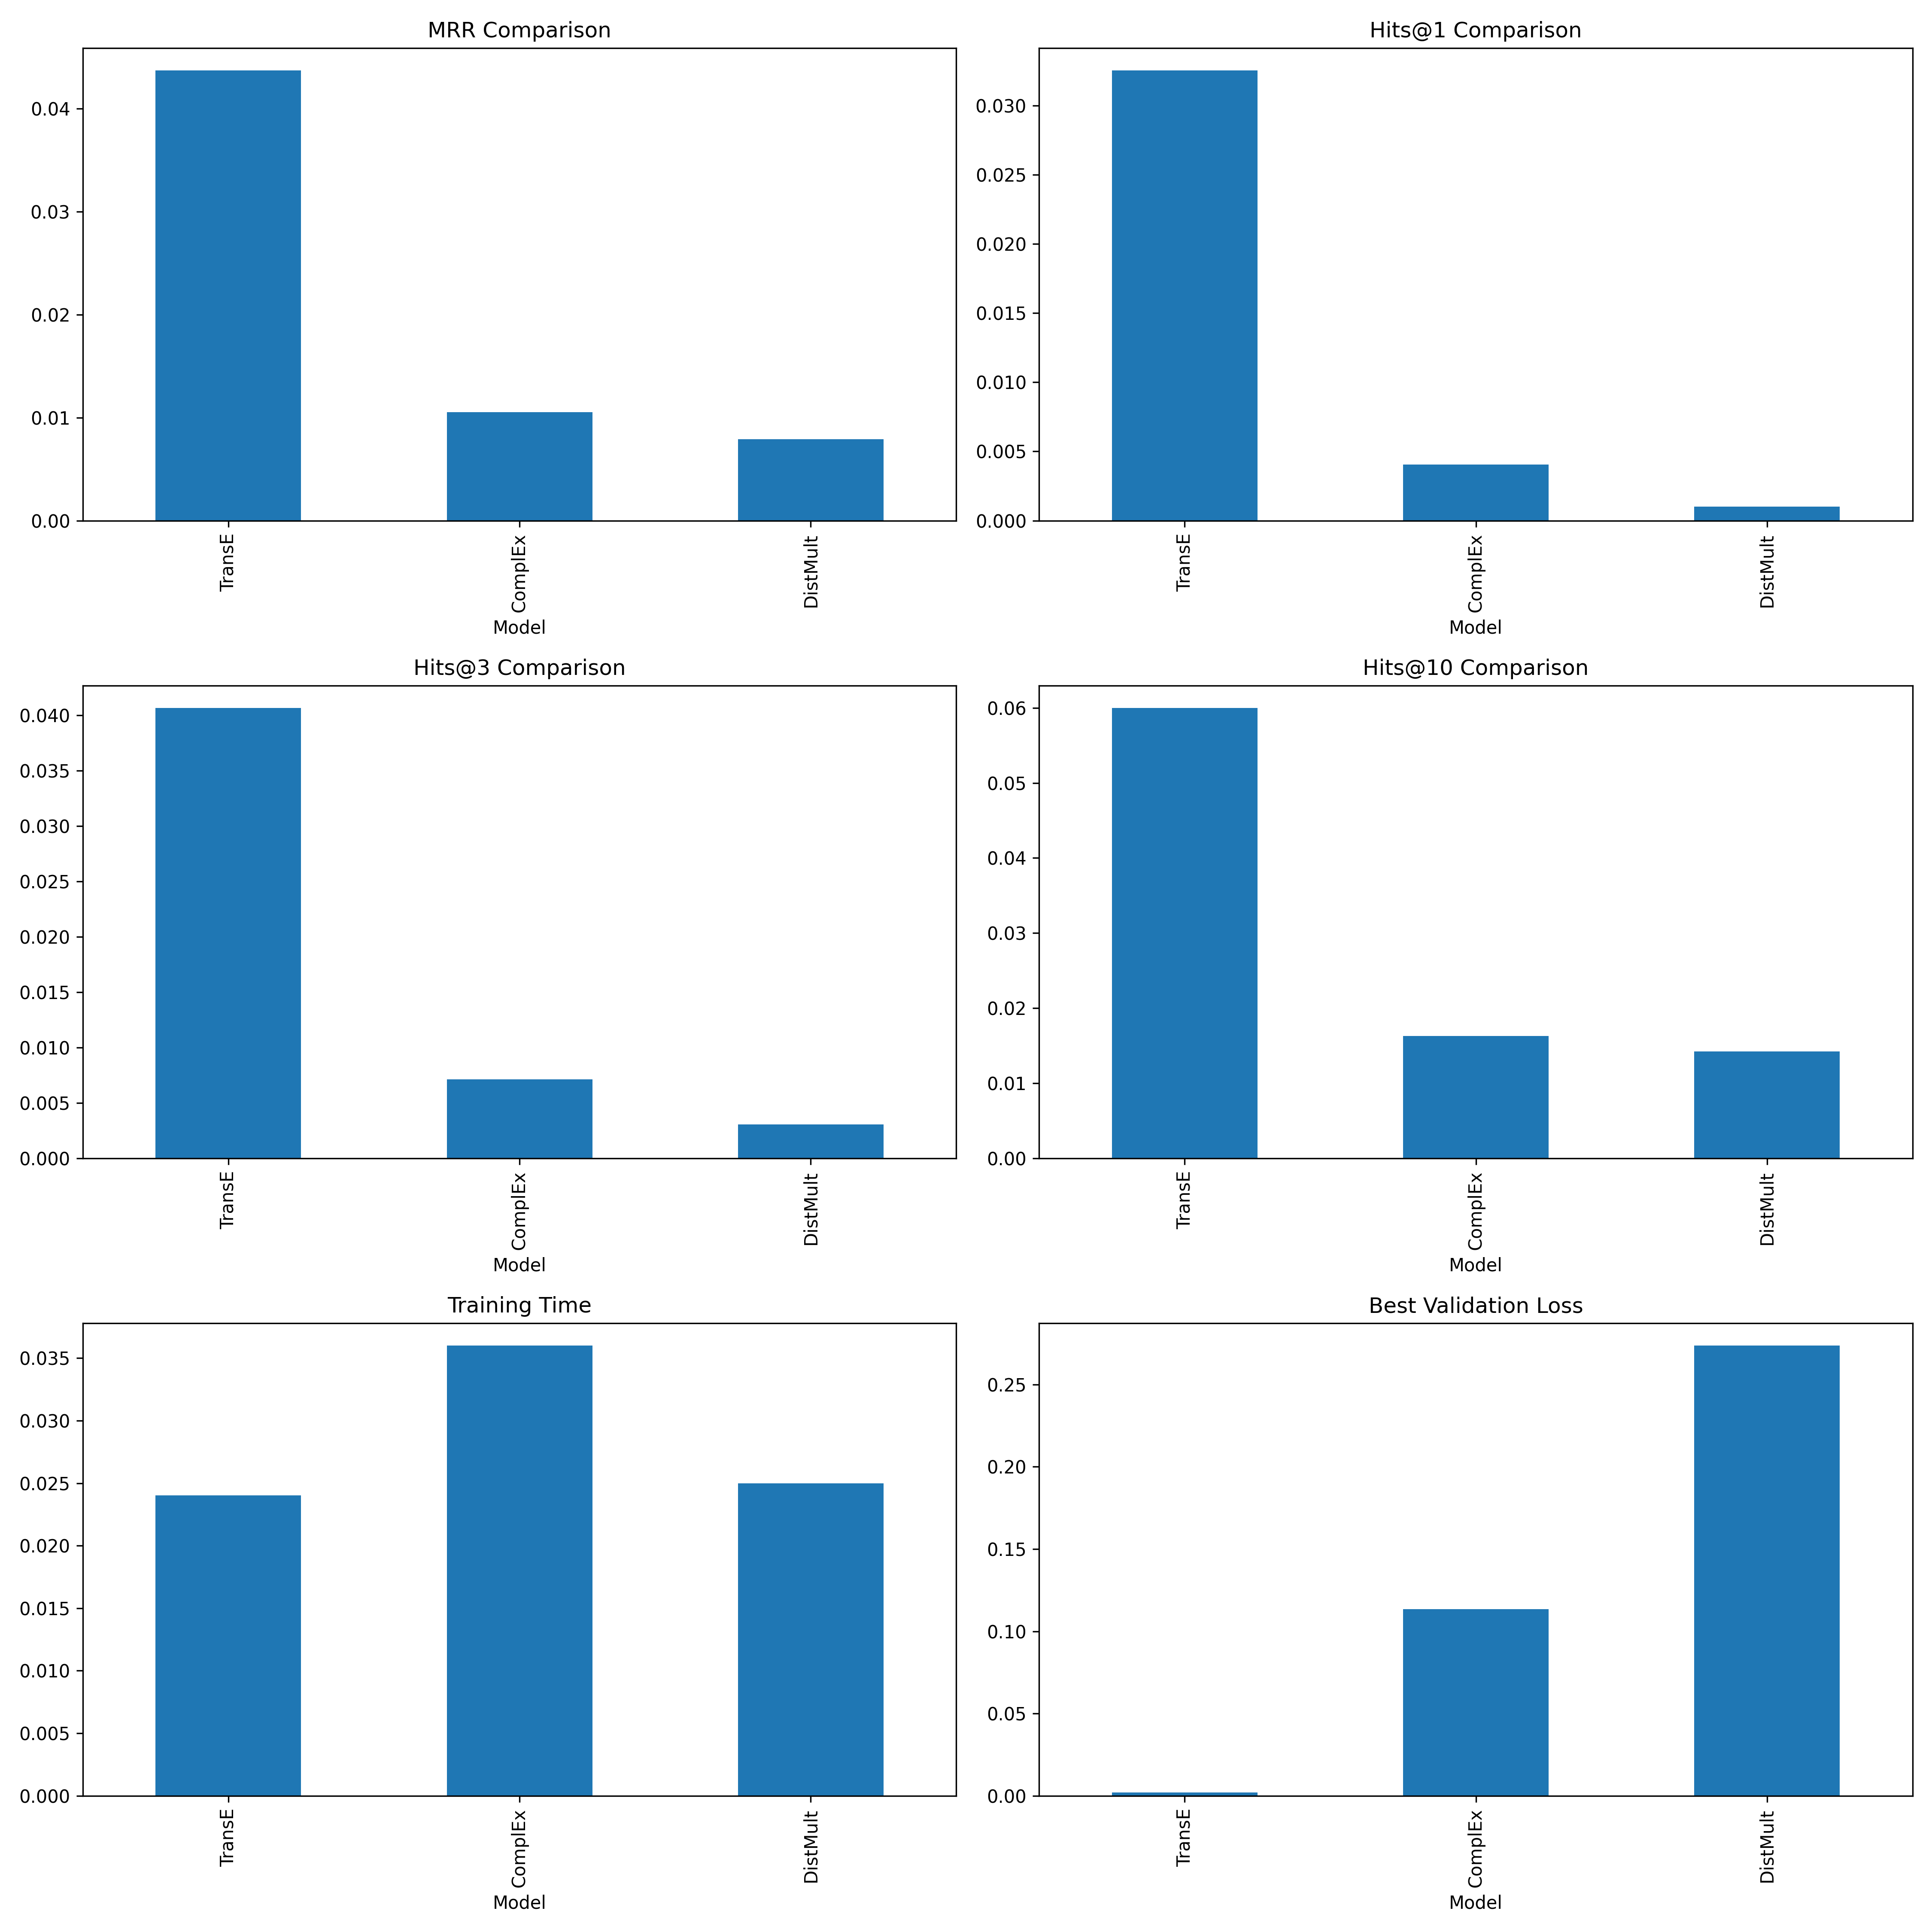 MRR Comparison
0.04
0.03
0.02
0.01
0.00
TransE
ComplEx
DistMult
Model
Hits@1 Comparison
0.030
0.025
0.020
0.015
0.010
0.005
0.000
TransE
ComplEx
DistMult
Model
Hits@3 Comparison
0.040
0.035
0.030
0.025
0.020
0.015
0.010
0.005
0.000
TransE
ComplEx
DistMult
Model
Hits@10 Comparison
0.06
0.05
0.04
0.03
0.02
0.01
0.00
TransE
ComplEx
DistMult
Model
Training Time
0.035
0.030
0.025
0.020
0.015
0.010
0.005
0.000
TransE
ComplEx
DistMult
Model
Best Validation Loss
0.25
0.20
0.15
0.10
0.05
0.00
TransE
ComplEx
DistMult
Model